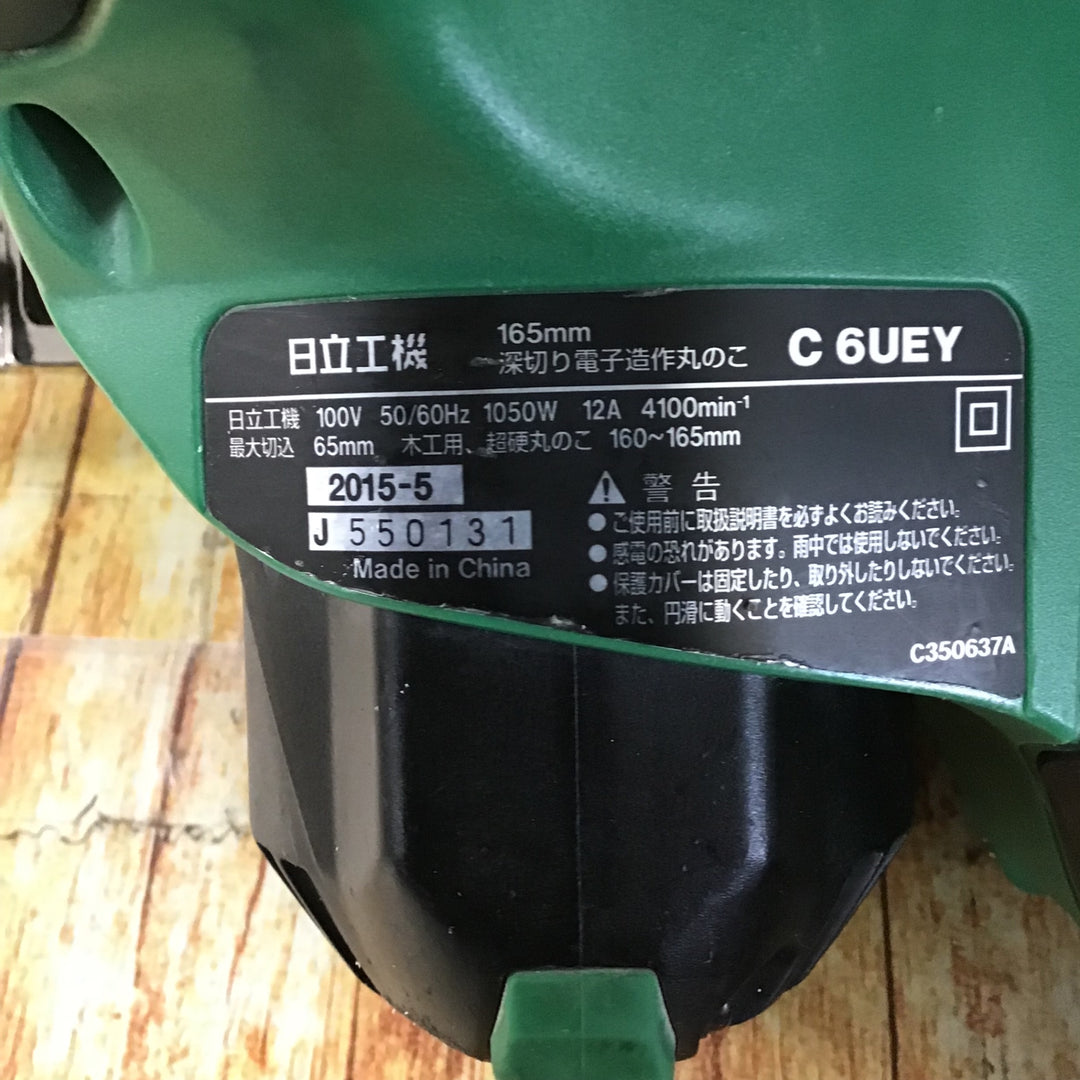 日立工機 165mm 深切り電子造作丸のこ C 6UEY
日立工機 100V 50/60Hz 1050W 12A 4100min⁻¹
最大切込 65mm 木工用、超硬丸のこ 160~165mm
2015-5
J 550131
Made in China
警告
● ご使用前に取扱説明書を必ずよくお読みください。
● 感電の恐れがあります。雨中では使用しないでください。
● 保護カバーは固定したり、取り外したりしないでください。
また、円滑に動くことを確認してください。
C350637A